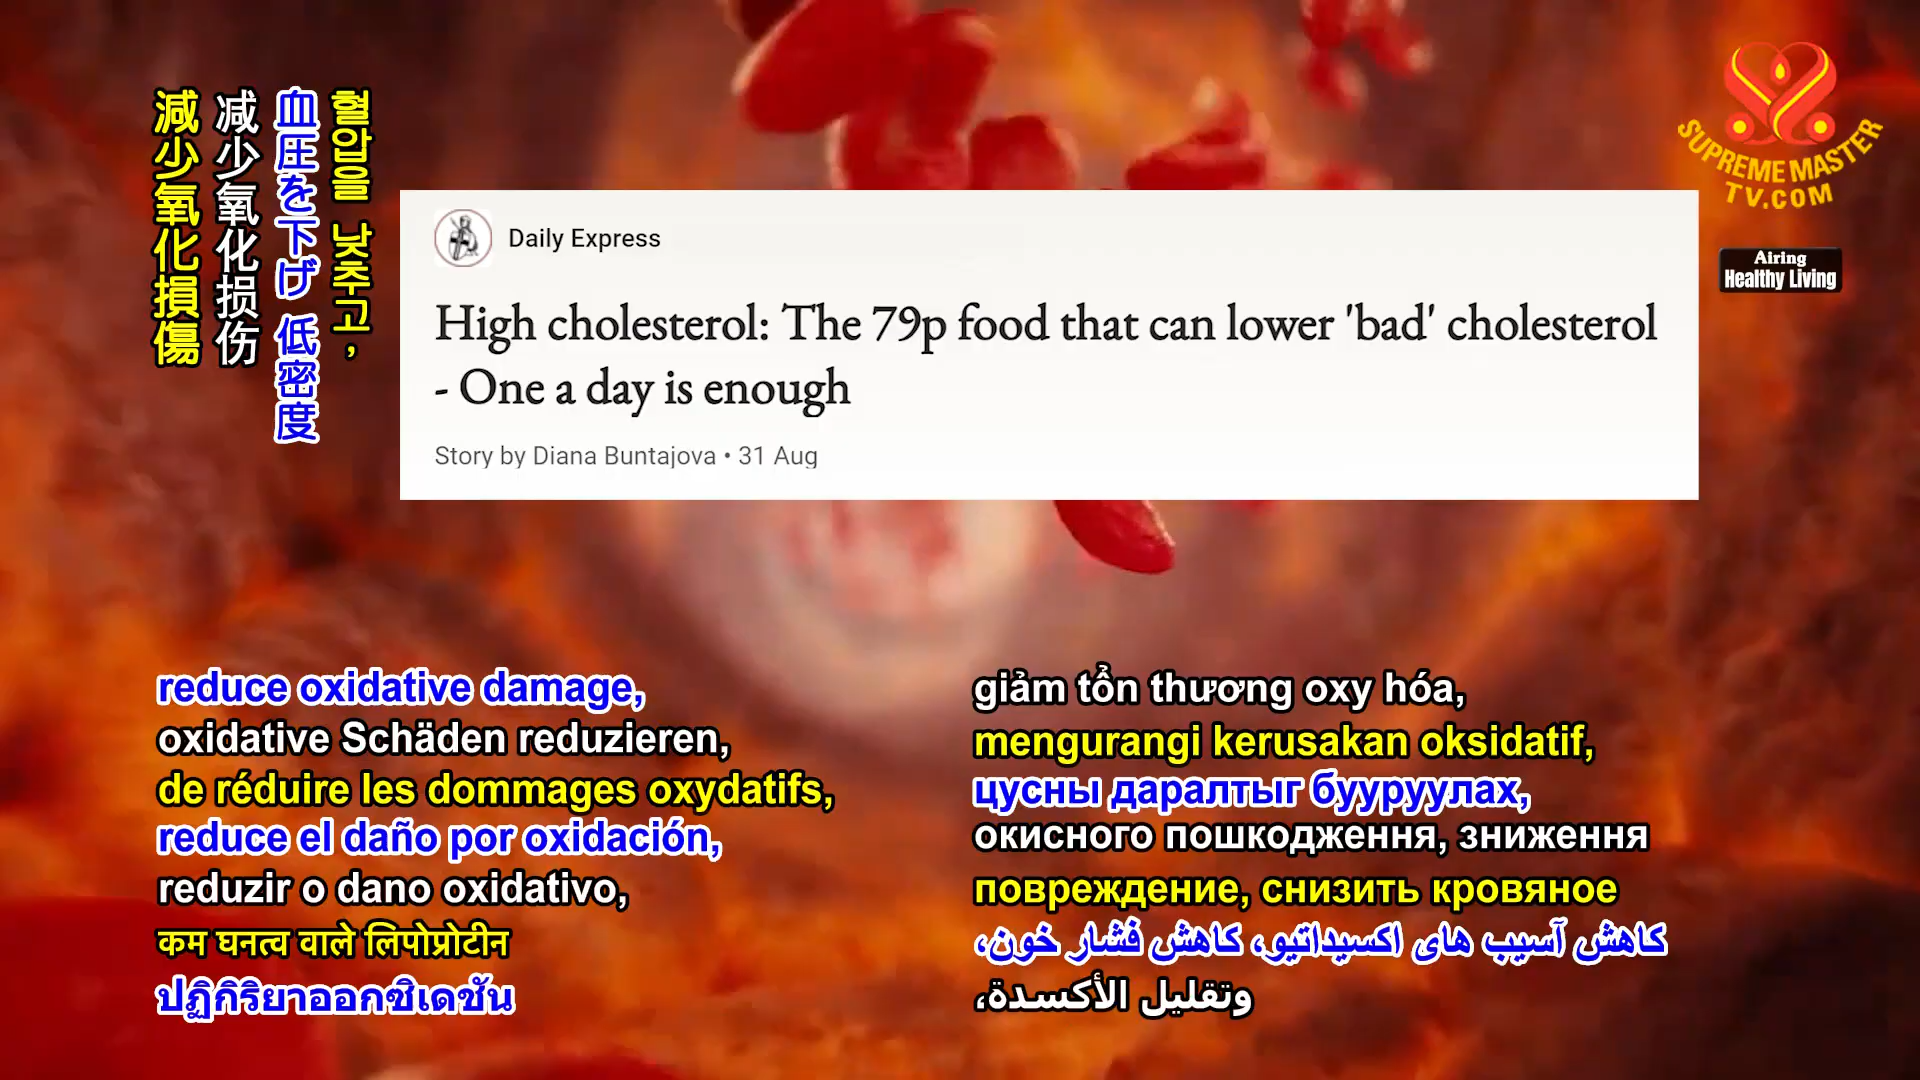 혈압을 낮추고,
血圧を下げ 低密度
减少氧化损伤
減少氧化損傷
SUPREME MASTER
TV.COM
Airing
Healthy Living
Daily Express
High cholesterol: The 79p food that can lower 'bad' cholesterol
- One a day is enough
Story by Diana Buntajova • 31 Aug
reduce oxidative damage,
oxidative Schäden reduzieren,
de réduire les dommages oxydatifs,
reduce el daño por oxidación,
reduzir o dano oxidativo,
कम घनत्व वाले लिपोप्रोटीन
ปฏิกิริยาออกซิเดชัน
giảm tổn thương oxy hóa,
mengurangi kerusakan oksidatif,
цусны даралтыг бууруулах,
окисного пошкодження, зниження
повреждение, снизить кровяное
کاهش آسیب های اکسیداتیو، کاهش فشار خون،
وتقليل الأكسدة،